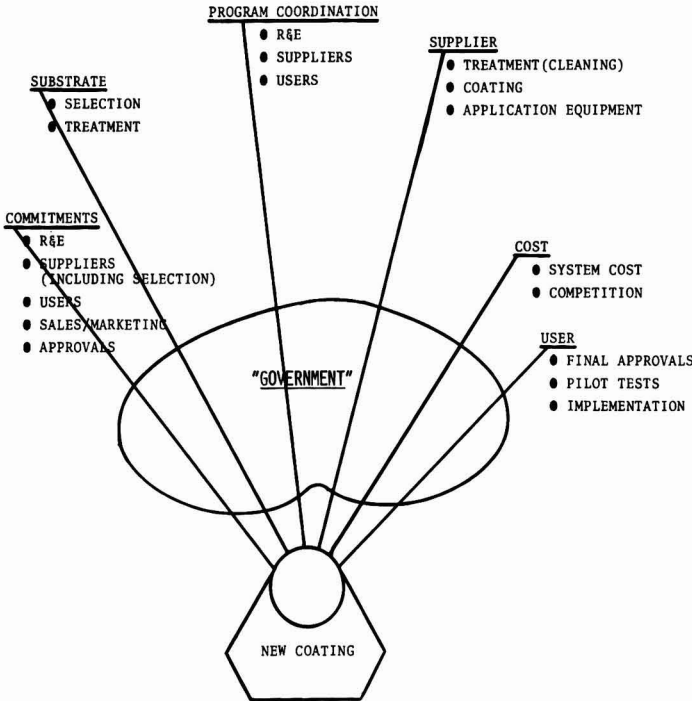 PROGRAM COORDINATION
● R&E
● SUPPLIERS
● USERS
SUPPLIER
● TREATMENT(CLEANING)
● COATING
● APPLICATION EQUIPMENT
SUBSTRATE
● SELECTION
● TREATMENT
COMMITMENTS
● R&E
● SUPPLIERS
(INCLUDING SELECTION)
● USERS
● SALES/MARKETING
● APPROVALS
COST
● SYSTEM COST
● COMPETITION
USER
● FINAL APPROVALS
● PILOT TESTS
● IMPLEMENTATION
"GOVERNMENT"
NEW COATING